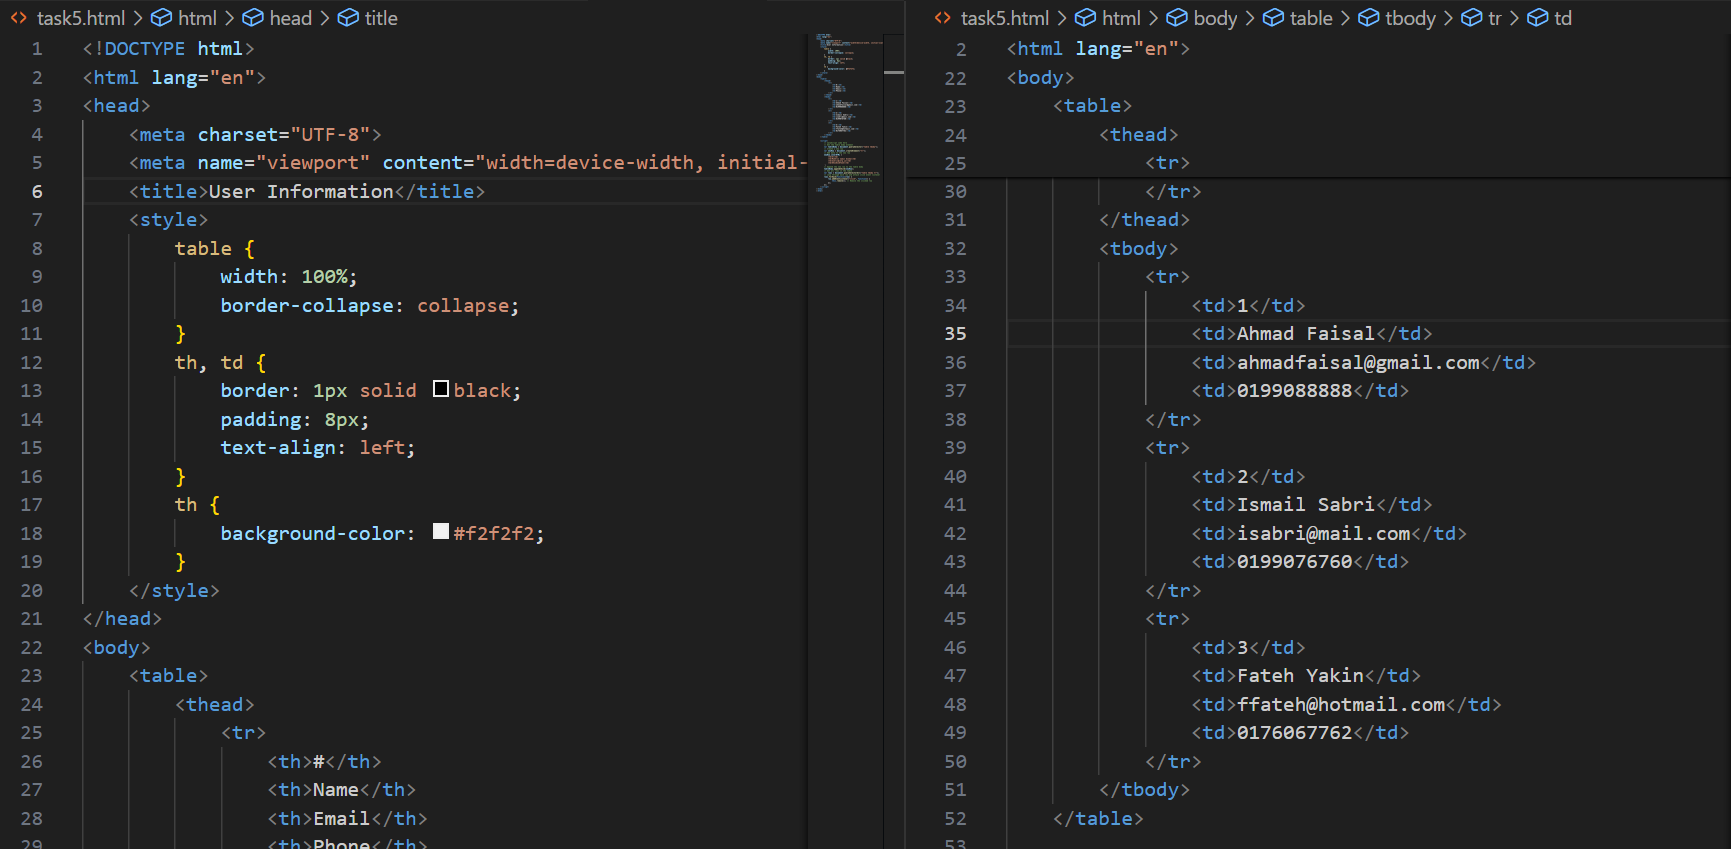 task5.html > html > head > title
1 <!DOCTYPE html>
2 <html lang="en">
3 <head>
4 <meta charset="UTF-8">
5 <meta name="viewport" content="width=device-width, initial-
6 <title>User Information</title>
7 <style>
8 table {
9 width: 100%;
10 border-collapse: collapse;
11 }
12 th, td {
13 border: 1px solid black;
14 padding: 8px;
15 text-align: left;
16 }
17 th {
18 background-color: #f2f2f2;
19 }
20 </style>
21 </head>
22 <body>
23 <table>
24 <thead>
25 <tr>
26 <th>#</th>
27 <th>Name</th>
28 <th>Email</th>
29 <th>Phone</th>
task5.html > html > body > table > tbody > tr > td
2 <html lang="en">
22 <body>
23 <table>
24 <thead>
25 <tr>
30 </tr>
31 </thead>
32 <tbody>
33 <tr>
34 <td>1</td>
35 <td>Ahmad Faisal</td>
36 <td>ahmadfaisal@gmail.com</td>
37 <td>0199088888</td>
38 </tr>
39 <tr>
40 <td>2</td>
41 <td>Ismail Sabri</td>
42 <td>isabri@mail.com</td>
43 <td>0199076760</td>
44 </tr>
45 <tr>
46 <td>3</td>
47 <td>Fateh Yakin</td>
48 <td>ffateh@hotmail.com</td>
49 <td>0176067762</td>
50 </tr>
51 </tbody>
52 </table>
53